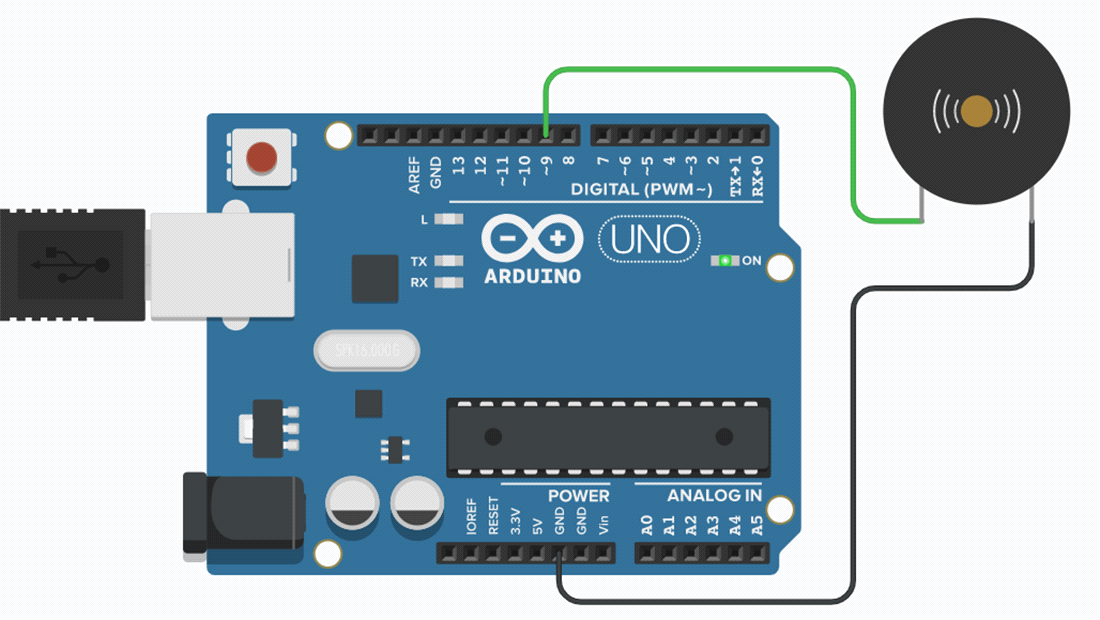 AREF
GND
13
12
~11
~10
~9
8
7
~6
~5
4
~3
2
TX→1
RX←0
DIGITAL (PWM~)
L
TX
RX
ARDUINO
UNO
ON
SPK16.000G
POWER
ANALOG IN
IOREF
RESET
3.3V
5V
GND
GND
Vin
A0
A1
A2
A3
A4
A5